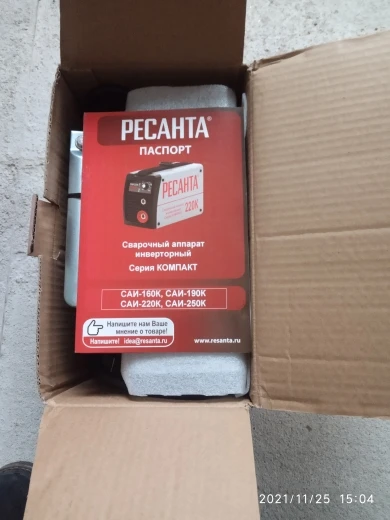 РЕСАНТА®
ПАСПОРТ
РЕСАНТА
220К
Сварочный аппарат
инверторный
Серия КОМПАКТ
САИ-160К, САИ-190К
САИ-220К, САИ-250К
Напишите нам Ваше
мнение о товаре!
Напишите! idea@resanta.ru
www.resanta.ru
2021/11/25 15:04